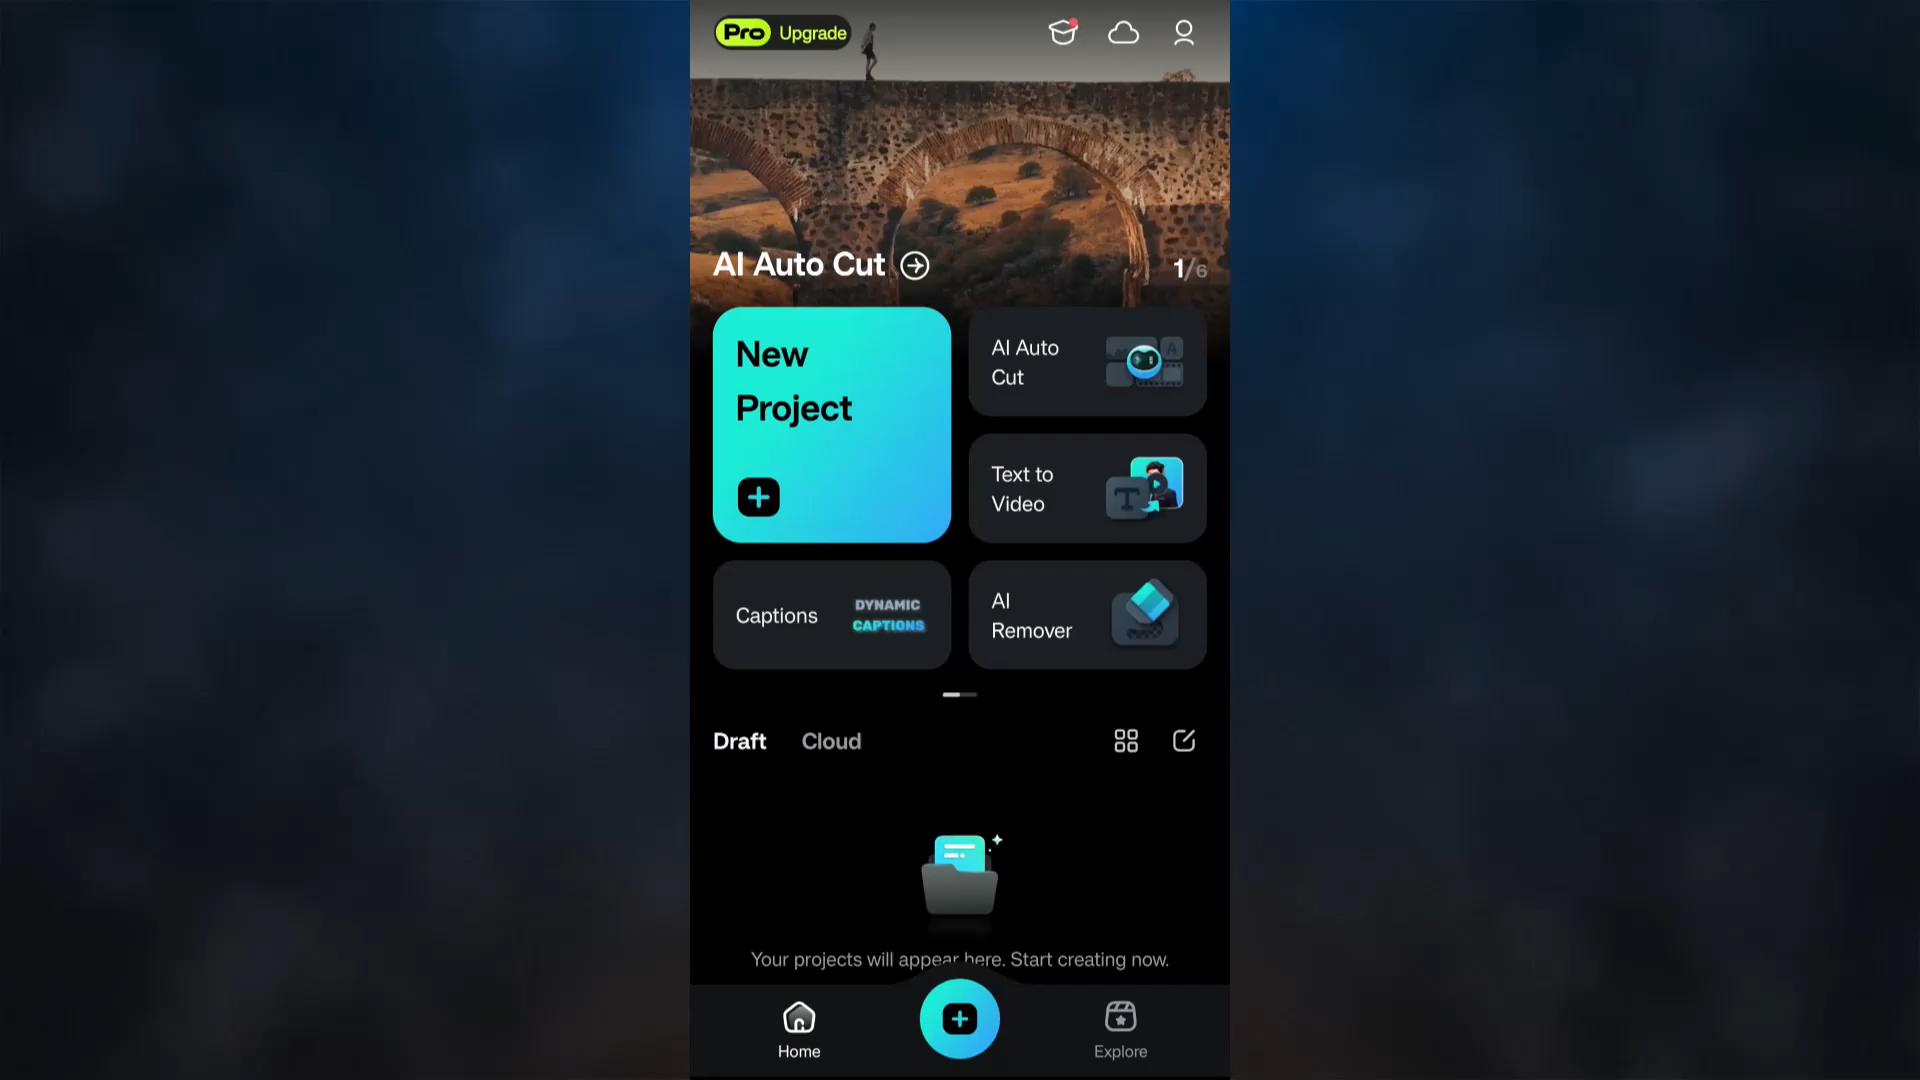 Pro Upgrade
AI Auto Cut
1/6
New
Project
AI Auto
Cut
A
Text to
Video
T
Captions
DYNAMIC
CAPTIONS
AI
Remover
Draft
Cloud
Your projects will appear here. Start creating now.
Home
Explore